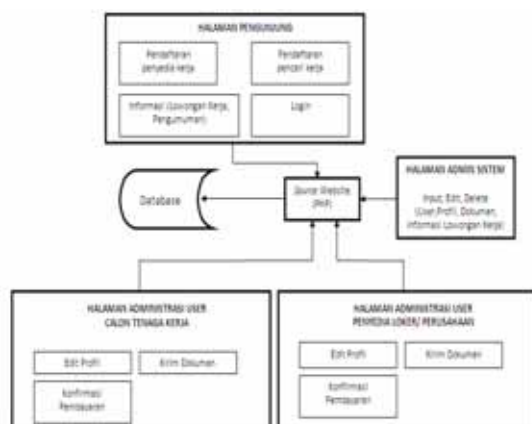 HALAMAN PENGUNJUNG
Pendaftaran
penyedia kerja
Pendaftaran
pencari kerja
Informasi (Lowongan Kerja,
Pengumuman)
Login
Database
Source Website
(PHP)
HALAMAN ADMIN SISTEM
Input, Edit, Delete
(User,Profil, Dokumen,
Informasi Lowongan Kerja)
HALAMAN ADMINISTRASI USER
CALON TENAGA KERJA
Edit Profil
Kirim Dokumen
Konfirmasi
Pembayaran
HALAMAN ADMINISTRASI USER
PENYEDIA LOKER/ PERUSAHAAN
Edit Profil
Kirim Dokumen
Konfirmasi
Pembayaran